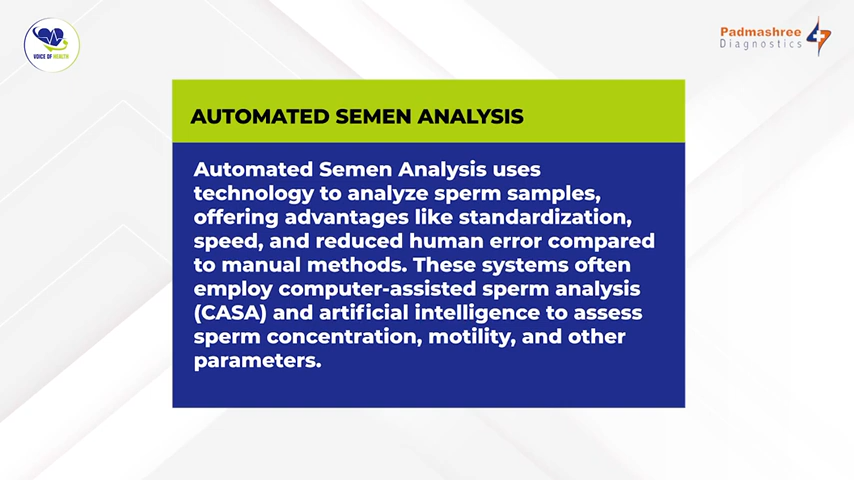 VOICE OF HEALTH
Padmashree
Diagnostics
AUTOMATED SEMEN ANALYSIS
Automated Semen Analysis uses
technology to analyze sperm samples,
offering advantages like standardization,
speed, and reduced human error compared
to manual methods. These systems often
employ computer-assisted sperm analysis
(CASA) and artificial intelligence to assess
sperm concentration, motility, and other
parameters.